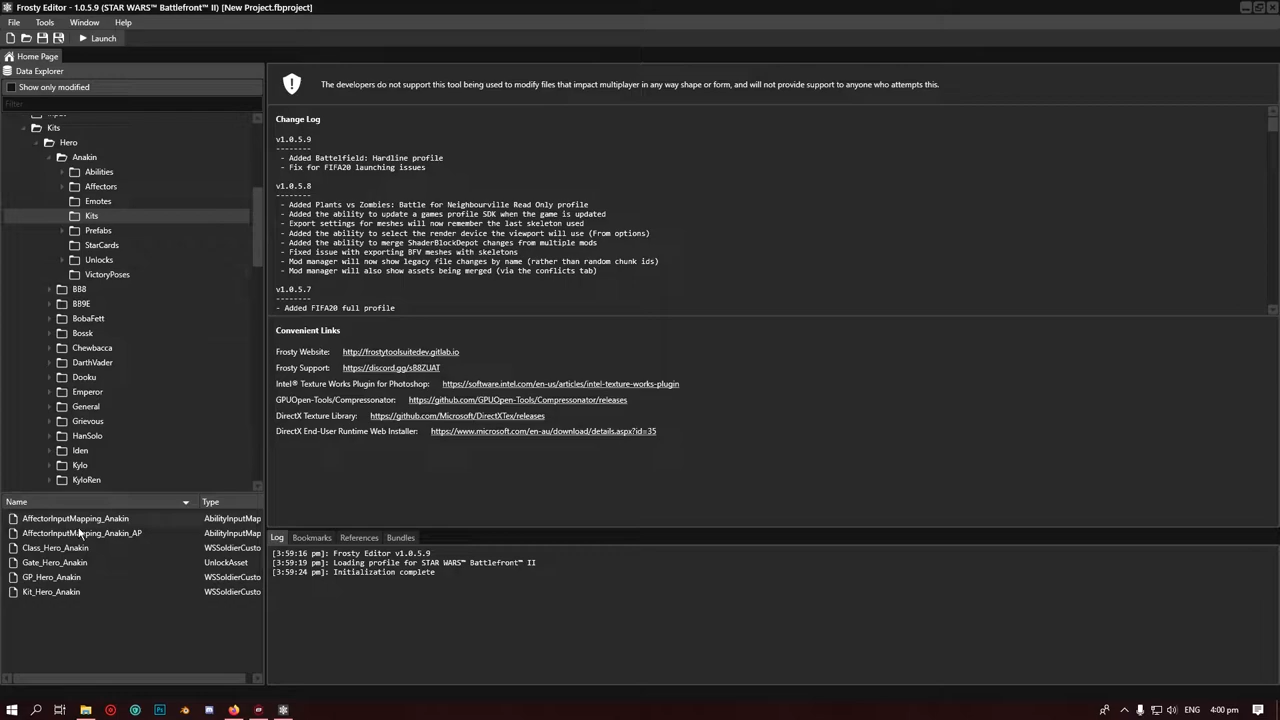 Frosty Editor - 1.0.5.9 (STAR WARS™ Battlefront™ II) [New Project.fbproject]
File Tools Window Help
Launch
Home Page
Data Explorer
Show only modified
Filter
Kits
Hero
Anakin
Abilities
Affectors
Emotes
Kits
Prefabs
StarCards
Unlocks
VictoryPoses
BB8
BB9E
BobaFett
Bossk
Chewbacca
DarthVader
Dooku
Emperor
General
Grievous
HanSolo
Iden
Kylo
KyloRen
Name Type
AffectorInputMapping_Anakin AbilityInputMap
AffectorInputMapping_Anakin_AP AbilityInputMap
Class_Hero_Anakin WSSoldierCusto
Gate_Hero_Anakin UnlockAsset
GP_Hero_Anakin WSSoldierCusto
Kit_Hero_Anakin WSSoldierCusto
The developers do not support this tool being used to modify files that impact multiplayer in any way shape or form, and will not provide support to anyone who attempts this.
Change Log
v1.0.5.9
--------
- Added Battelfield: Hardline profile
- Fix for FIFA20 launching issues
v1.0.5.8
--------
- Added Plants vs Zombies: Battle for Neighbourville Read Only profile
- Added the ability to update a games profile SDK when the game is updated
- Export settings for meshes will now remember the last skeleton used
- Added the ability to select the render device the viewport will use (From options)
- Added the ability to merge ShaderBlockDepot changes from multiple mods
- Fixed issue with exporting BFV meshes with skeletons
- Mod manager will now show legacy file changes by name (rather than random chunk ids)
- Mod manager will also show assets being merged (via the conflicts tab)
v1.0.5.7
--------
- Added FIFA20 full profile
Convenient Links
Frosty Website: http://frostytoolsuitedev.gitlab.io
Frosty Support: https://discord.gg/s8BZUAT
Intel® Texture Works Plugin for Photoshop: https://software.intel.com/en-us/articles/intel-texture-works-plugin
GPUOpen-Tools/Compressonator: https://github.com/GPUOpen-Tools/Compressonator/releases
DirectX Texture Library: https://github.com/Microsoft/DirectXTex/releases
DirectX End-User Runtime Web Installer: https://www.microsoft.com/en-au/download/details.aspx?id=35
Log Bookmarks References Bundles
[3:59:16 pm]: Frosty Editor v1.0.5.9
[3:59:19 pm]: Loading profile for STAR WARS™ Battlefront™ II
[3:59:24 pm]: Initialization complete
ENG 4:00 pm